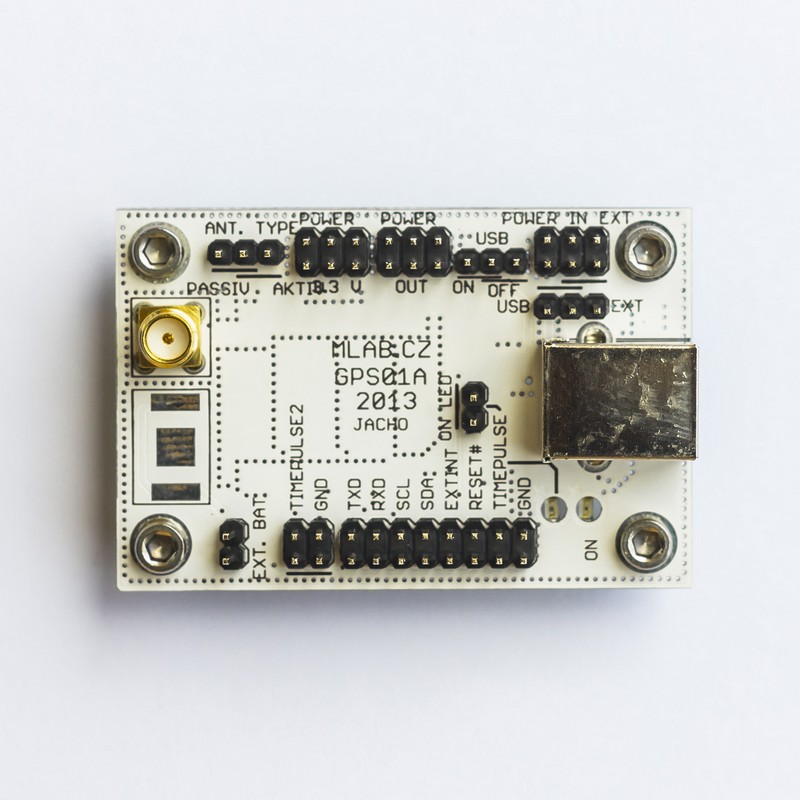 ANT. TYPE
POWER
POWER
POWER IN EXT
USB
PASSIV. AKTIV.
3.3 V
OUT
ON
OFF
USB
EXT
MLAB.CZ
GPS01A
2013
JACHO
ON LED
TIMEPULSE2
GND
TXD
RXD
SCL
SDA
EXTINT
RESET#
TIMEPULSE
GND
EXT. BAT.
ON